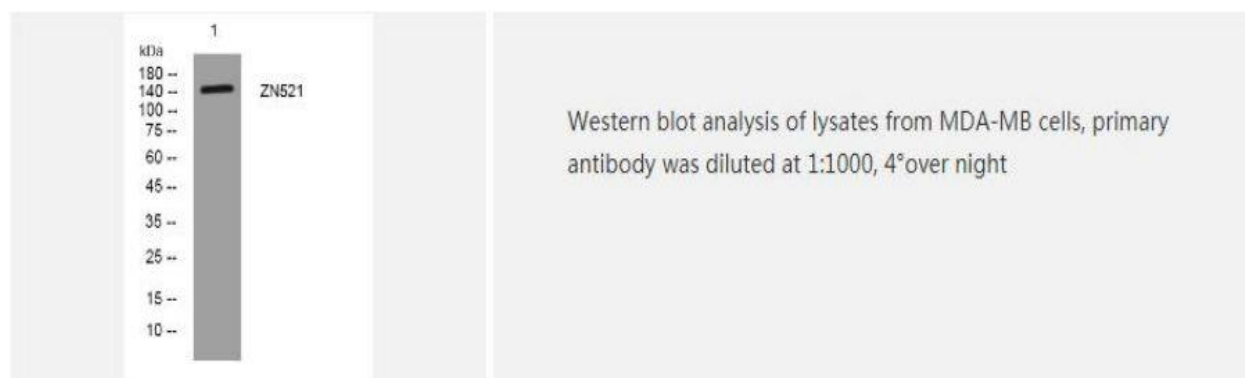 1
kDa
180 --
140 --
ZN521
100 --
75 --
60 --
45 --
35 --
25 --
15 --
10 --
Western blot analysis of lysates from MDA-MB cells, primary
antibody was diluted at 1:1000, 4°over night